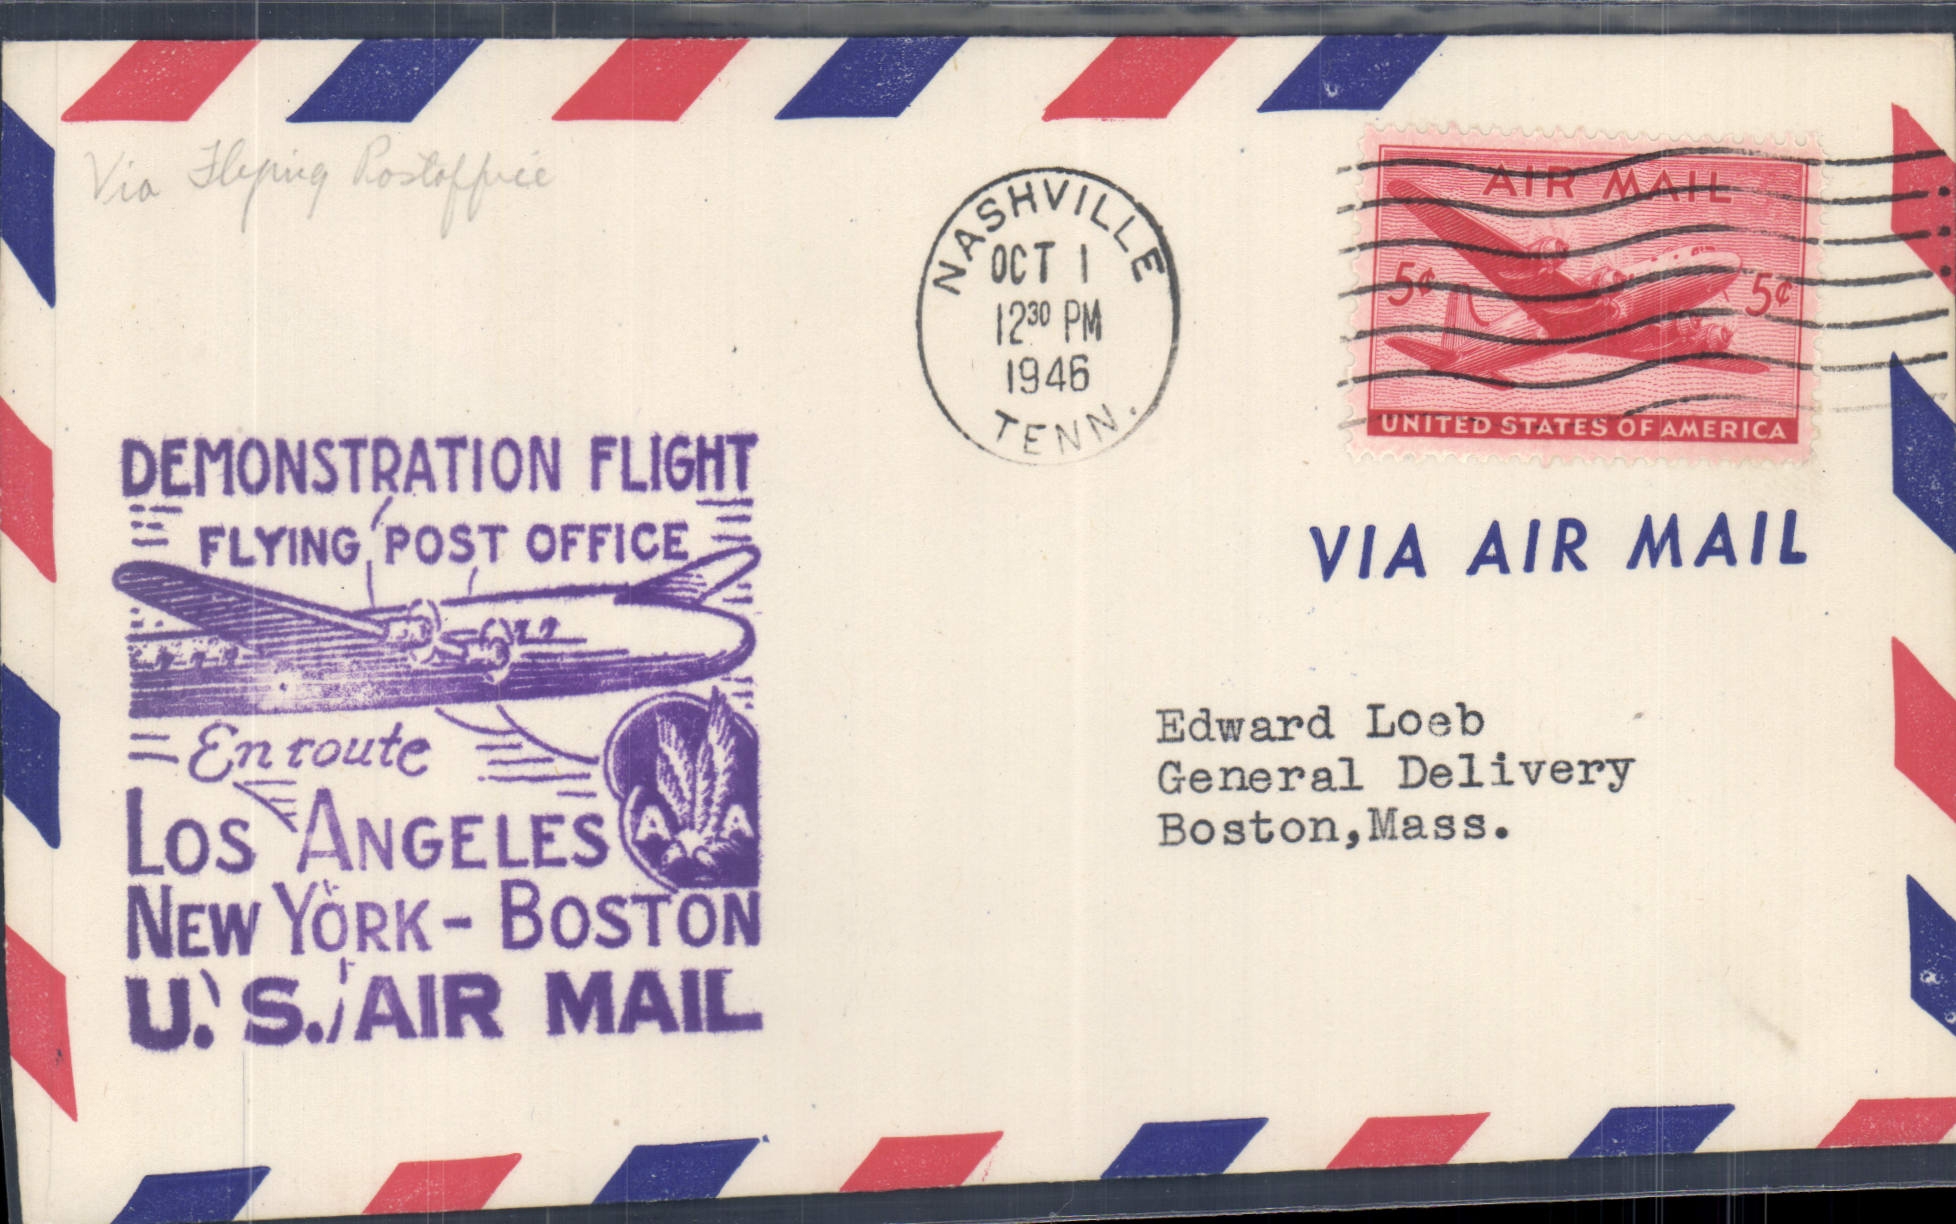 Via Flying Postoffice
NASHVILLE
OCT 1
12 30 PM
1946
TENN.
AIR MAIL
5¢ 5¢
UNITED STATES OF AMERICA
VIA AIR MAIL
DEMONSTRATION FLIGHT
FLYING POST OFFICE
En route
LOS ANGELES
A A
NEW YORK - BOSTON
U. S. AIR MAIL
Edward Loeb
General Delivery
Boston,Mass.